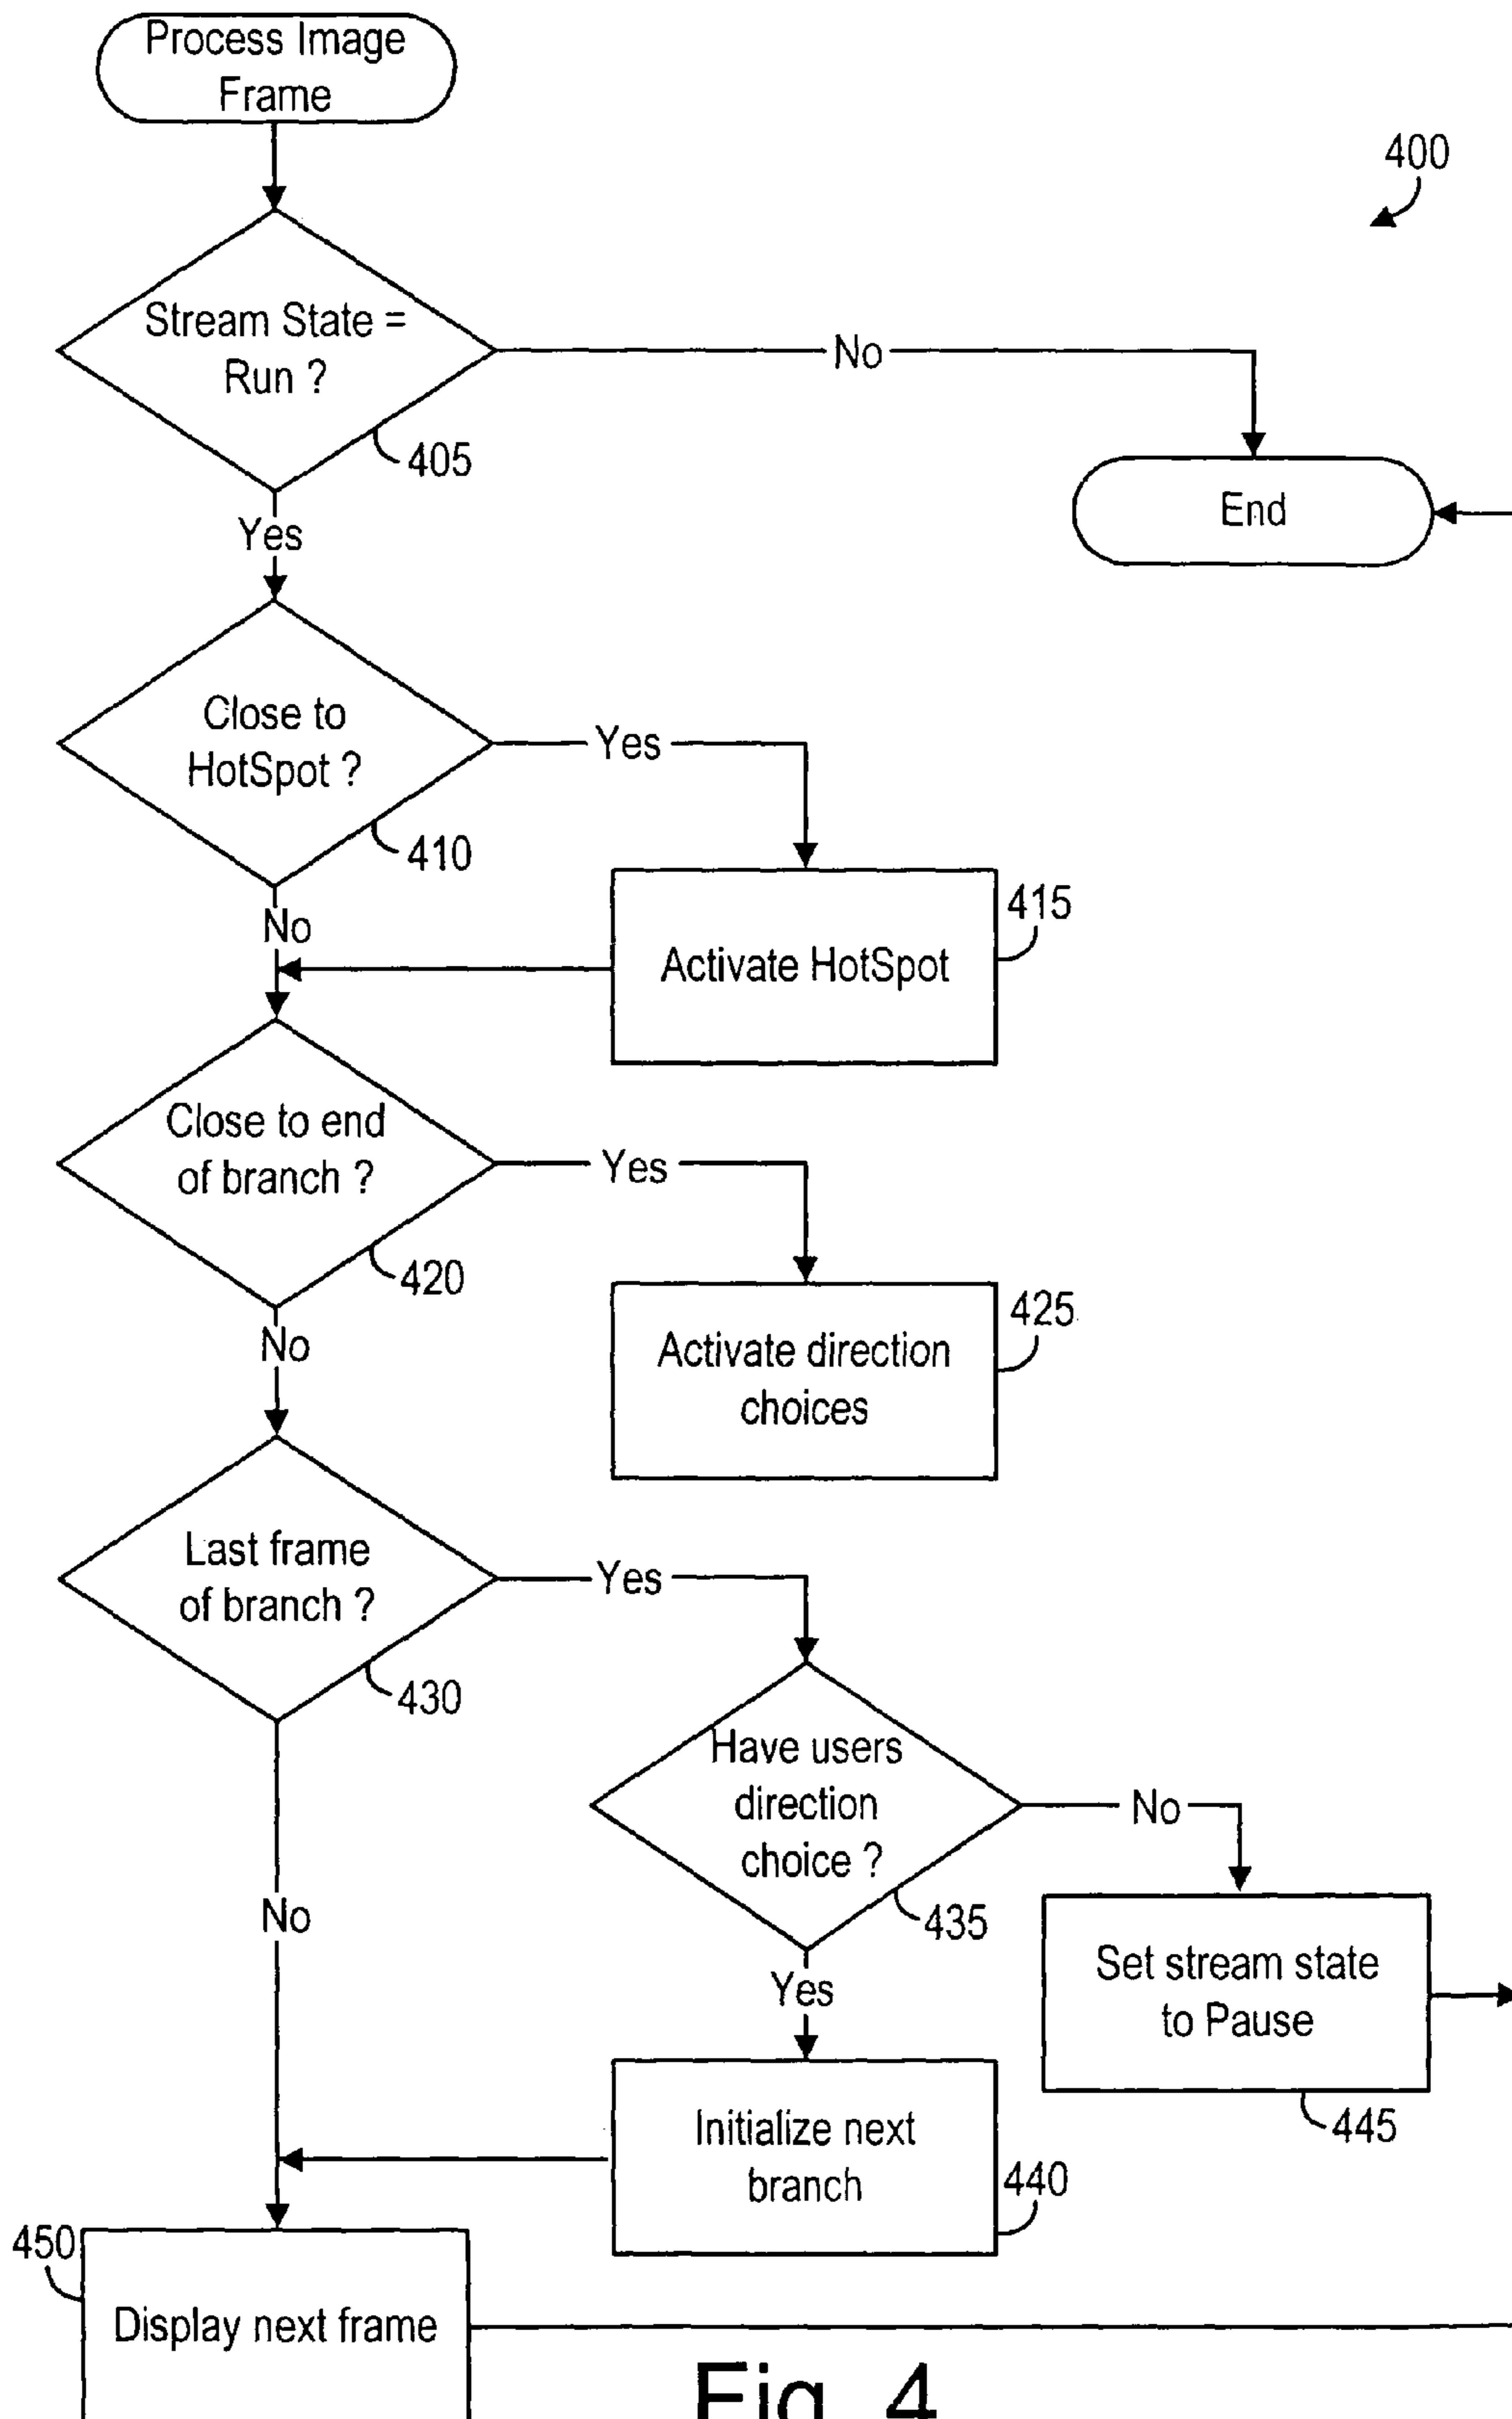 Process Image
Frame
400
Stream State =
Run ?
No
405
End
Yes
Close to
HotSpot ?
Yes
410
415
No
Activate HotSpot
Close to end
of branch ?
Yes
420
425
No
Activate direction
choices
Last frame
of branch ?
Yes
430
Have users
direction
choice ?
No
435
No
Set stream state
to Pause
Yes
445
Initialize next
branch
440
450
Display next frame
Fig. 4